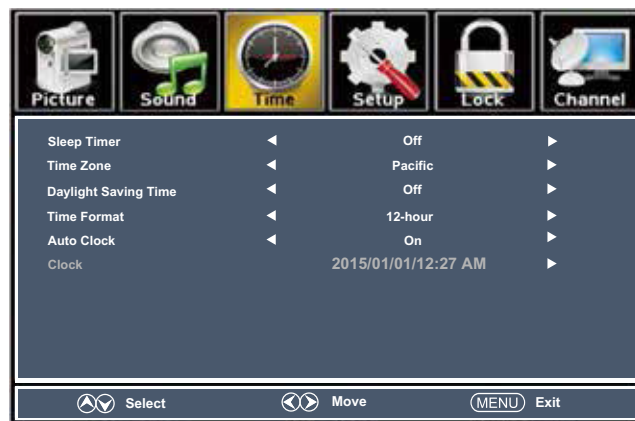 Picture Sound Time Setup Lock Channel
Sleep Timer Off
Time Zone Pacific
Daylight Saving Time Off
Time Format 12-hour
Auto Clock On
Clock 2015/01/01/12:27 AM
Select Move MENU Exit